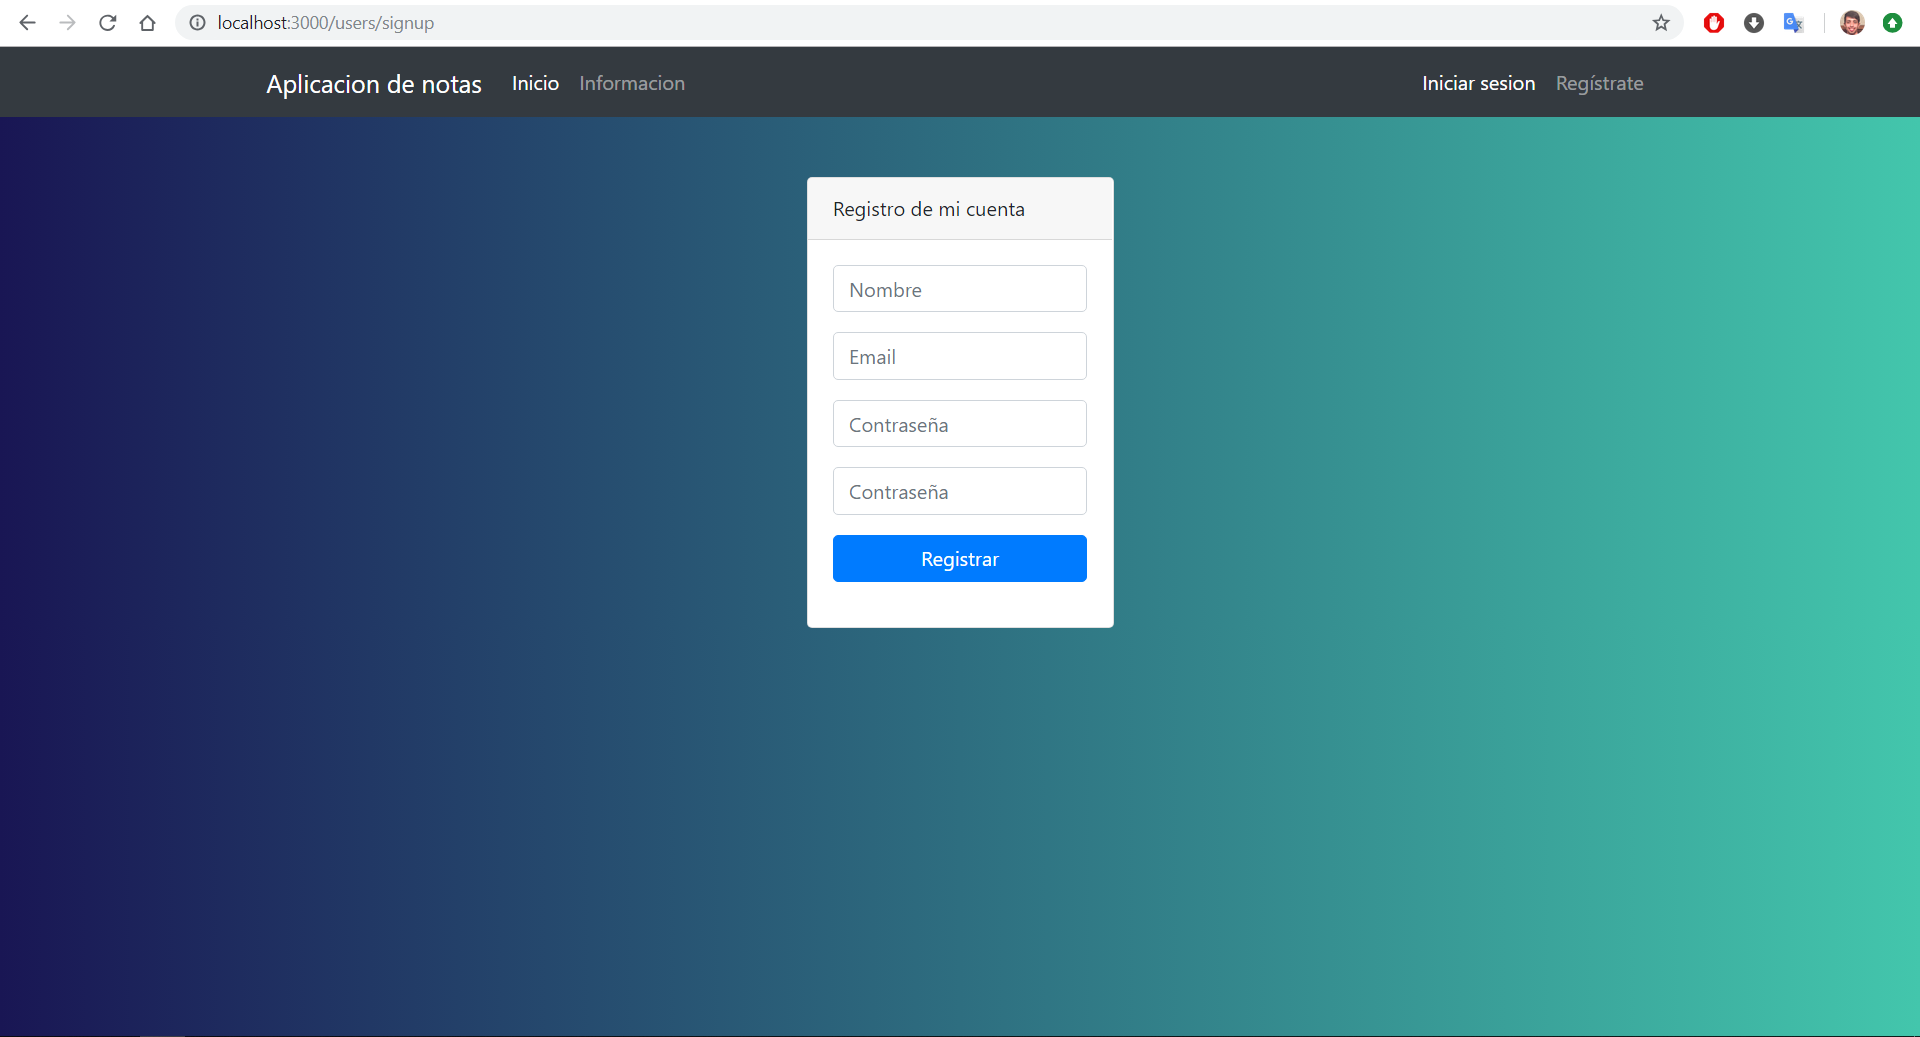 localhost:3000/users/signup
Aplicacion de notas Inicio Informacion Iniciar sesion Regístrate
Registro de mi cuenta
Nombre
Email
Contraseña
Contraseña
Registrar